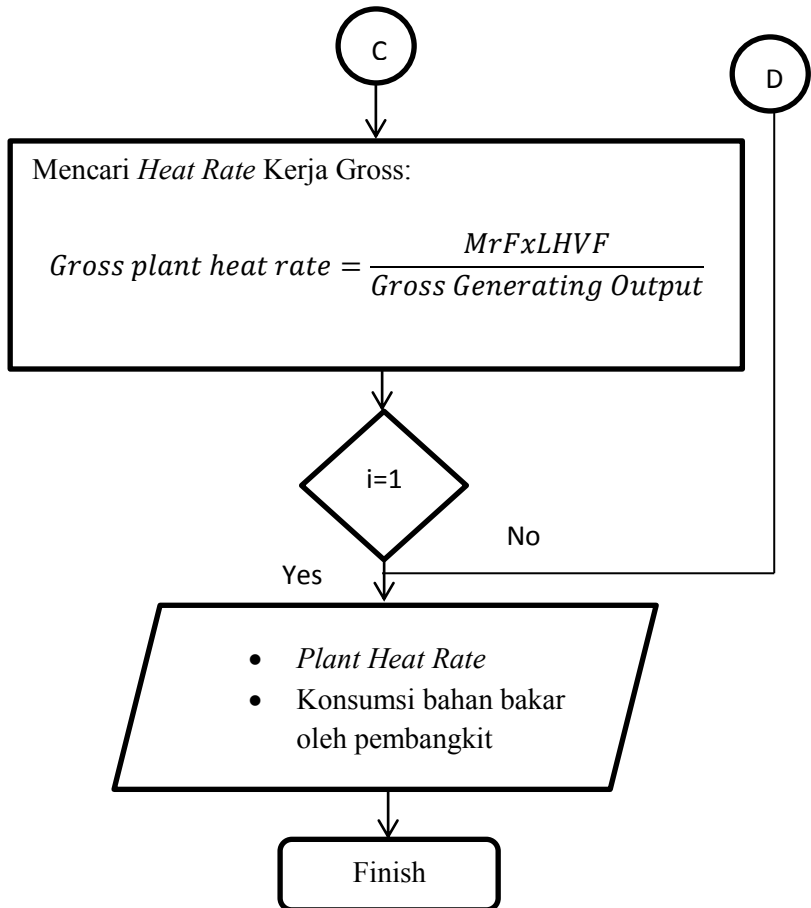 C
D
Mencari Heat Rate Kerja Gross:
Gross plant heat rate = MrFxLHVF / Gross Generating Output
i=1
No
Yes
• Plant Heat Rate
• Konsumsi bahan bakar
oleh pembangkit
Finish